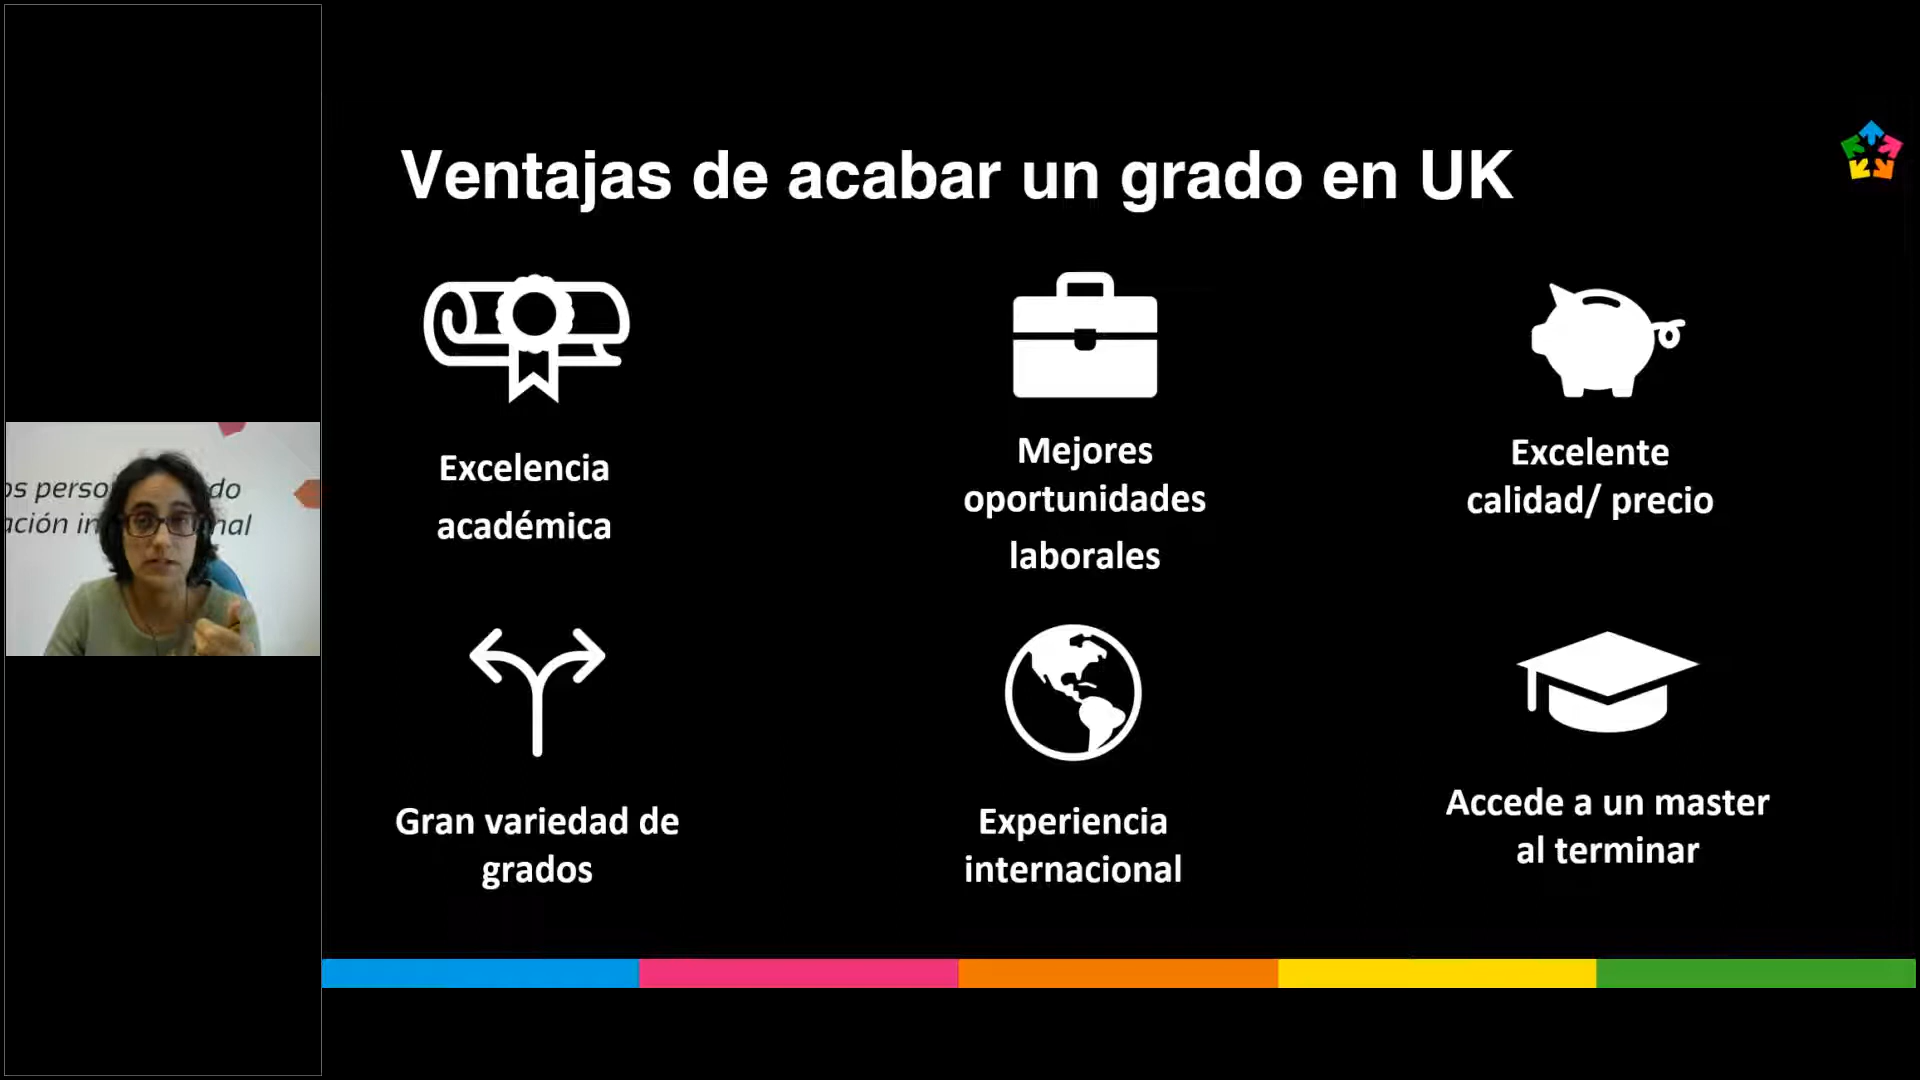 Ventajas de acabar un grado en UK
Excelencia
académica
Mejores
oportunidades
laborales
Excelente
calidad/ precio
Gran variedad de
grados
Experiencia
internacional
Accede a un master
al terminar